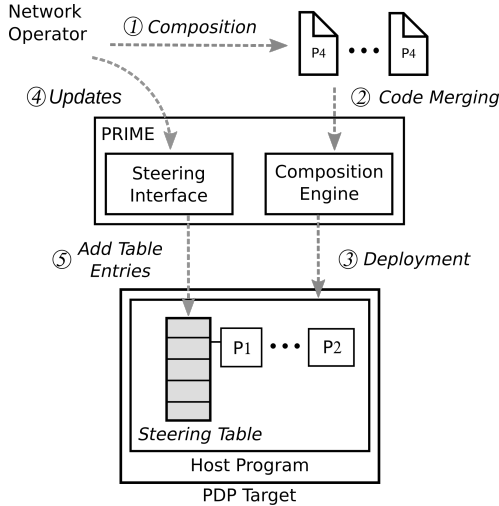 Network
Operator
① Composition
P4
P4
④ Updates
② Code Merging
PRIME
Steering
Interface
Composition
Engine
⑤ Add Table
Entries
③ Deployment
P1
P2
Steering Table
Host Program
PDP Target